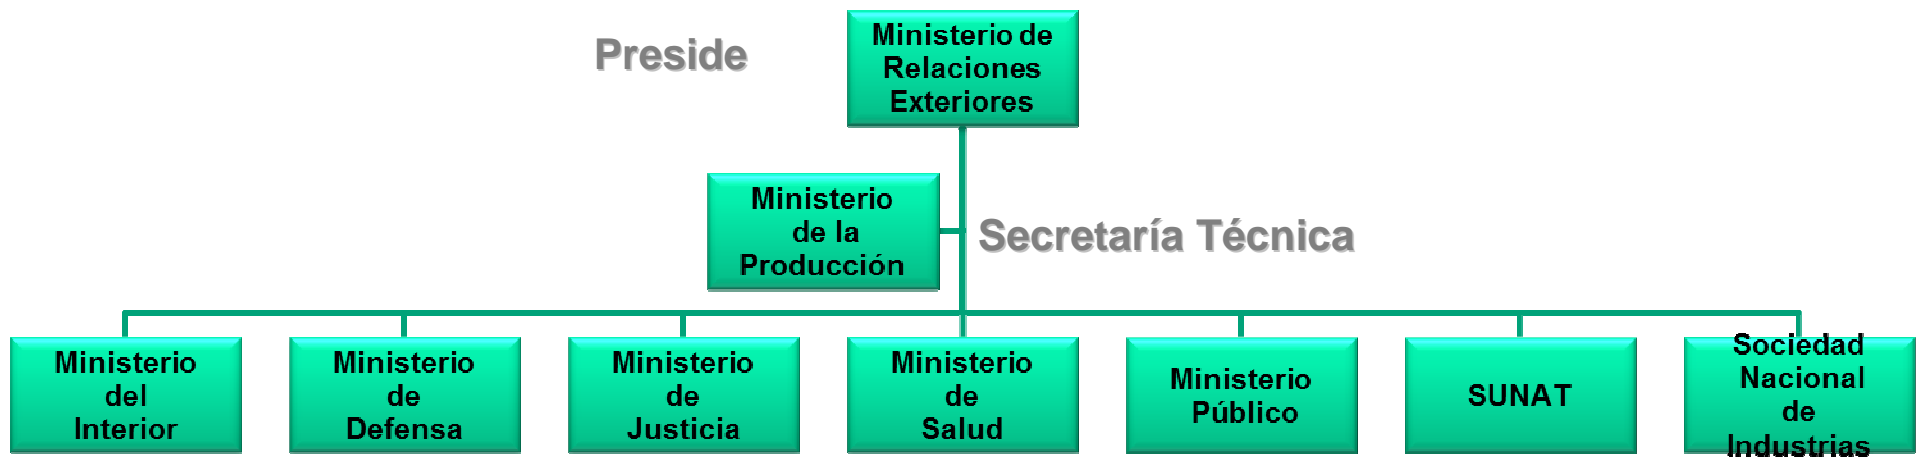 Preside
Ministerio de
Relaciones
Exteriores
Ministerio
de la
Producción
Secretaría Técnica
Ministerio
del
Interior
Ministerio
de
Defensa
Ministerio
de
Justicia
Ministerio
de
Salud
Ministerio
Público
SUNAT
Sociedad
Nacional
de
Industrias